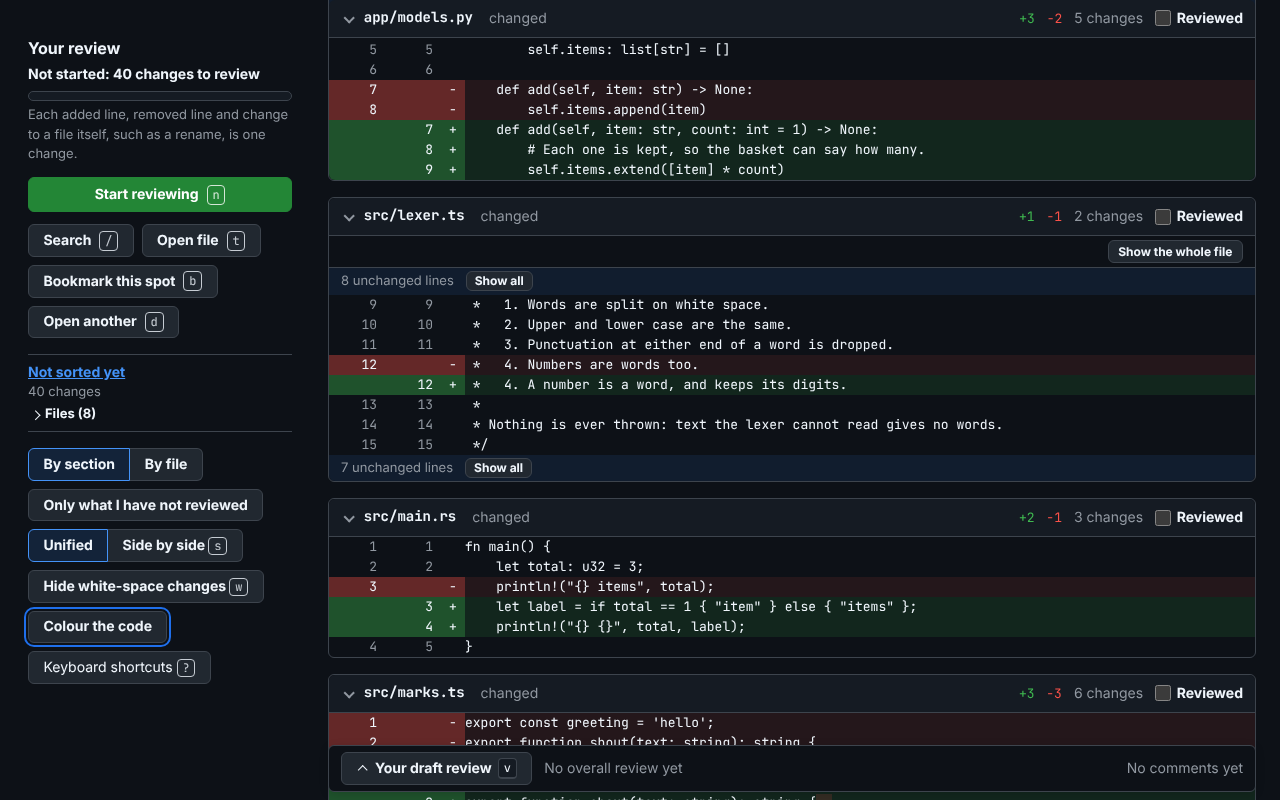 Your review
Not started: 40 changes to review
Each added line, removed line and change
to a file itself, such as a rename, is one
change.
Start reviewing n
Search / Open file t
Bookmark this spot b
Open another d
Not sorted yet
40 changes
Files (8)
By section By file
Only what I have not reviewed
Unified Side by side s
Hide white-space changes w
Colour the code
Keyboard shortcuts ?
app/models.py changed +3 -2 5 changes Reviewed
5 5 self.items: list[str] = []
6 6
7 - def add(self, item: str) -> None:
8 - self.items.append(item)
7 + def add(self, item: str, count: int = 1) -> None:
8 + # Each one is kept, so the basket can say how many.
9 + self.items.extend([item] * count)
src/lexer.ts changed +1 -1 2 changes Reviewed
Show the whole file
8 unchanged lines Show all
9 9 * 1. Words are split on white space.
10 10 * 2. Upper and lower case are the same.
11 11 * 3. Punctuation at either end of a word is dropped.
12 - * 4. Numbers are words too.
12 + * 4. A number is a word, and keeps its digits.
13 13 *
14 14 * Nothing is ever thrown: text the lexer cannot read gives no words.
15 15 */
7 unchanged lines Show all
src/main.rs changed +2 -1 3 changes Reviewed
1 1 fn main() {
2 2 let total: u32 = 3;
3 - println!("{} items", total);
3 + let label = if total == 1 { "item" } else { "items" };
4 + println!("{} {}", total, label);
4 5 }
src/marks.ts changed +3 -3 6 changes Reviewed
1 - export const greeting = 'hello';
2 - export function shout(text: string): string {
Your draft review v No overall review yet No comments yet